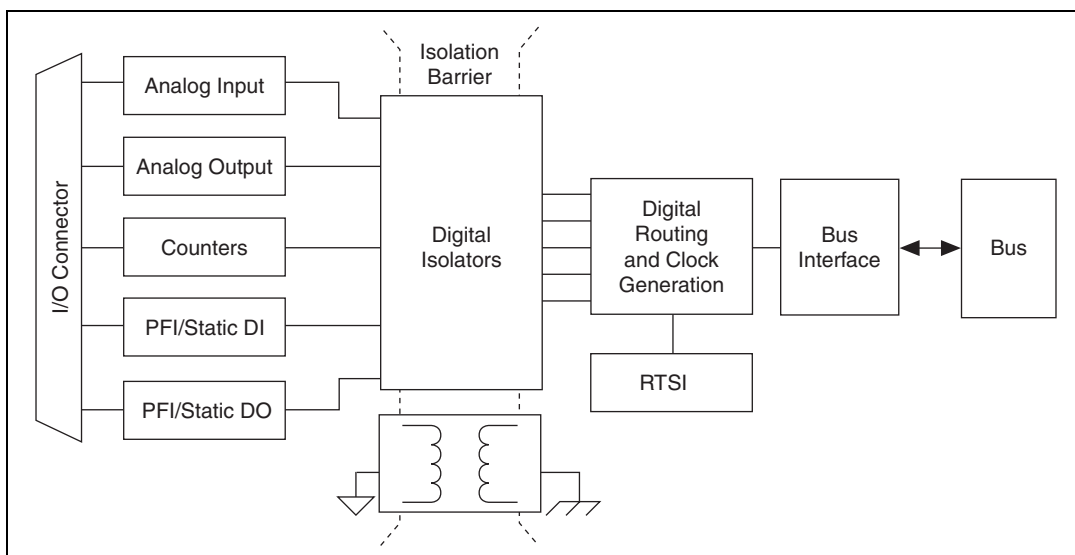 Isolation
Barrier
I/O Connector
Analog Input
Analog Output
Counters
PFI/Static DI
PFI/Static DO
Digital
Isolators
Digital
Routing
and Clock
Generation
RTSI
Bus
Interface
Bus